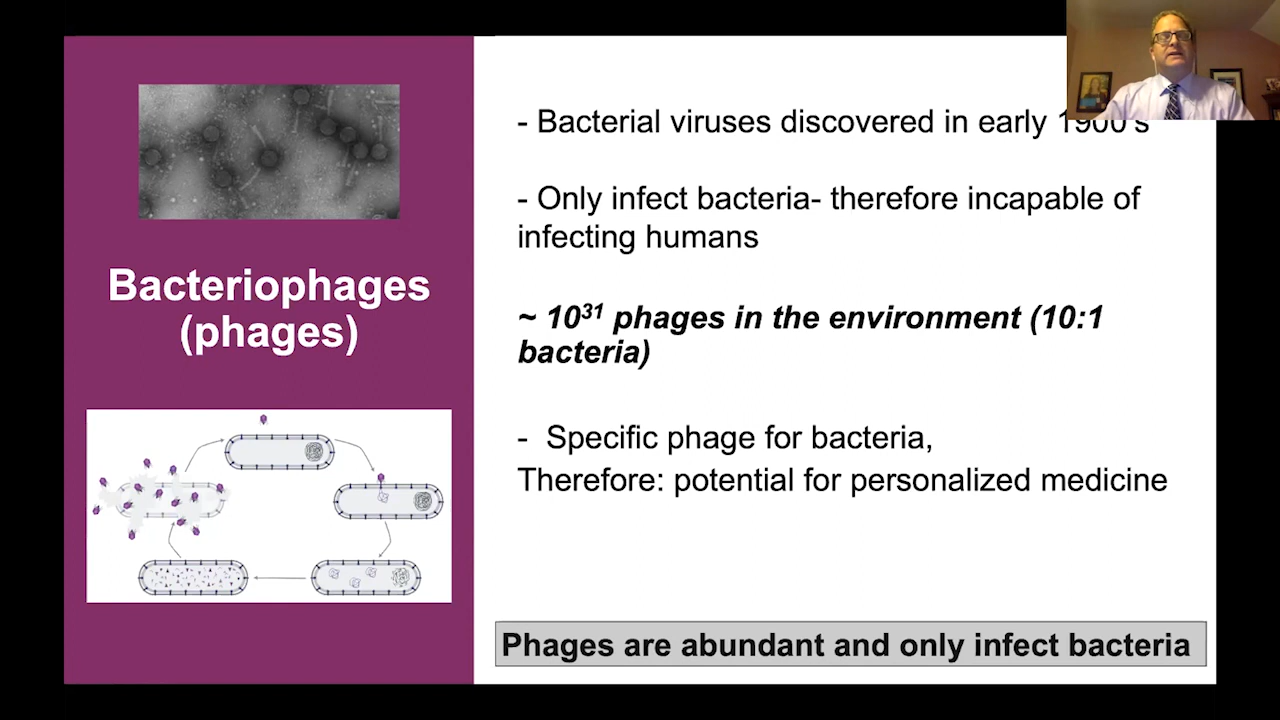 Bacteriophages
(phages)
- Bacterial viruses discovered in early 1900's
- Only infect bacteria- therefore incapable of
infecting humans
~ 10³¹ phages in the environment (10:1
bacteria)
- Specific phage for bacteria,
Therefore: potential for personalized medicine
Phages are abundant and only infect bacteria